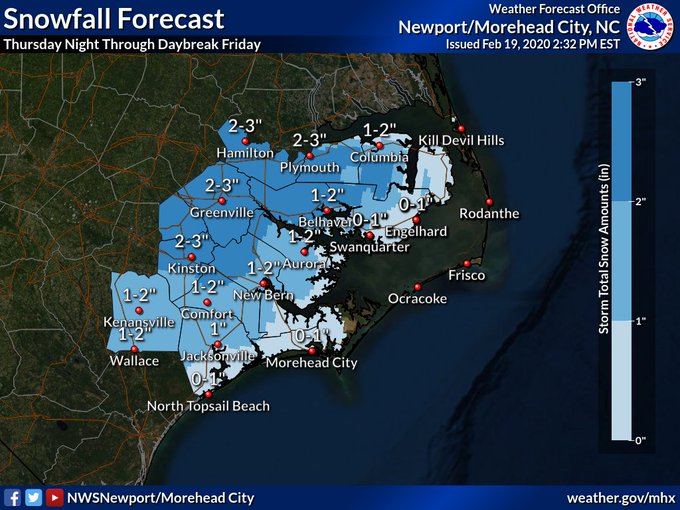 Snowfall Forecast
Thursday Night Through Daybreak Friday
Weather Forecast Office
Newport/Morehead City, NC
Issued Feb 19, 2020 2:32 PM EST
NATIONAL WEATHER SERVICE
2-3"
Hamilton
2-3"
Plymouth
1-2"
Columbia
Kill Devil Hills
2-3"
Greenville
1-2"
Belhaven
0-1"
Engelhard
0-1"
Swanquarter
Rodanthe
2-3"
Kinston
1-2"
Aurora
Frisco
1-2"
New Bern
Ocracoke
1-2"
Kenansville
1-2"
Comfort
1-2"
Wallace
1"
Jacksonville
0-1"
Morehead City
0-1"
North Topsail Beach
3"
2"
1"
0"
Storm Total Snow Amounts (in)
NWSNewport/Morehead City
weather.gov/mhx